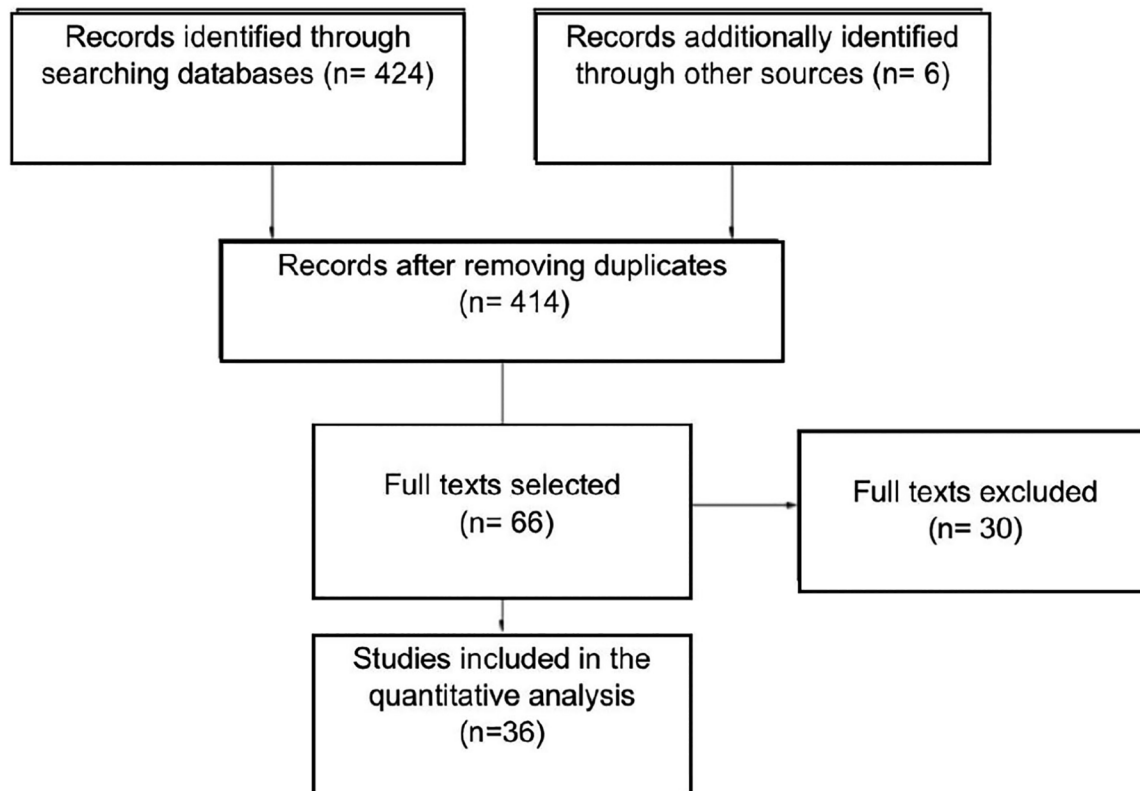 Records identified through
searching databases (n= 424)
Records additionally identified
through other sources (n= 6)
Records after removing duplicates
(n= 414)
Full texts selected
(n= 66)
Full texts excluded
(n= 30)
Studies included in the
quantitative analysis
(n=36)